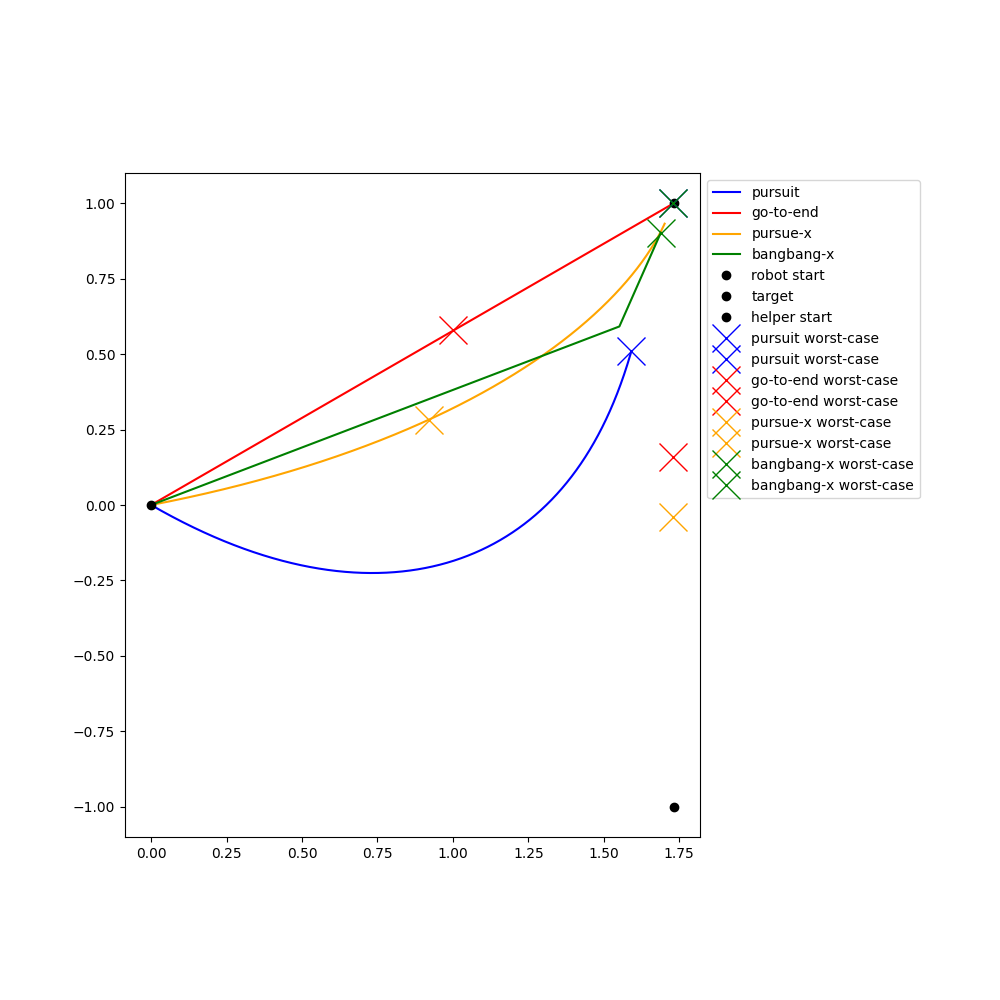 1.00
0.75
0.50
0.25
0.00
−0.25
−0.50
−0.75
−1.00
0.00 0.25 0.50 0.75 1.00 1.25 1.50 1.75
pursuit
go-to-end
pursue-x
bangbang-x
robot start
target
helper start
pursuit worst-case
pursuit worst-case
go-to-end worst-case
go-to-end worst-case
pursue-x worst-case
pursue-x worst-case
bangbang-x worst-case
bangbang-x worst-case